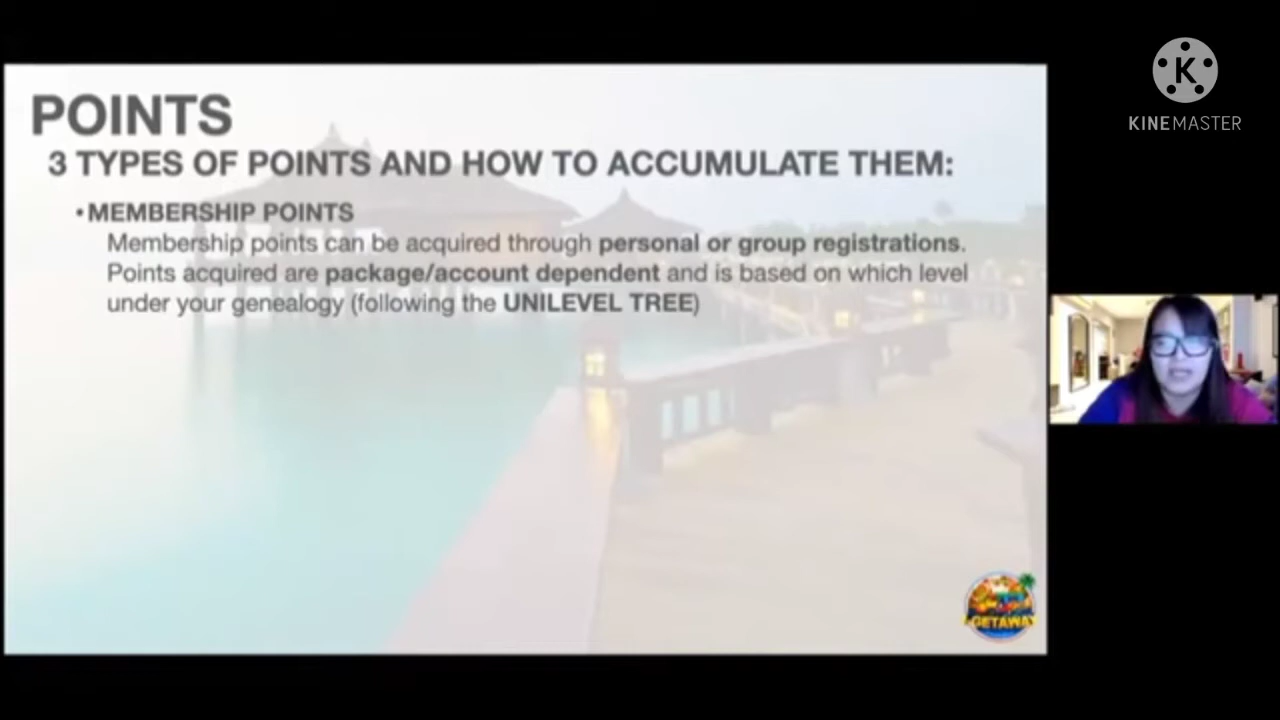 POINTS
3 TYPES OF POINTS AND HOW TO ACCUMULATE THEM:
•MEMBERSHIP POINTS
Membership points can be acquired through personal or group registrations.
Points acquired are package/account dependent and is based on which level
under your genealogy (following the UNILEVEL TREE)
GETAWAY
K
KINEMASTER